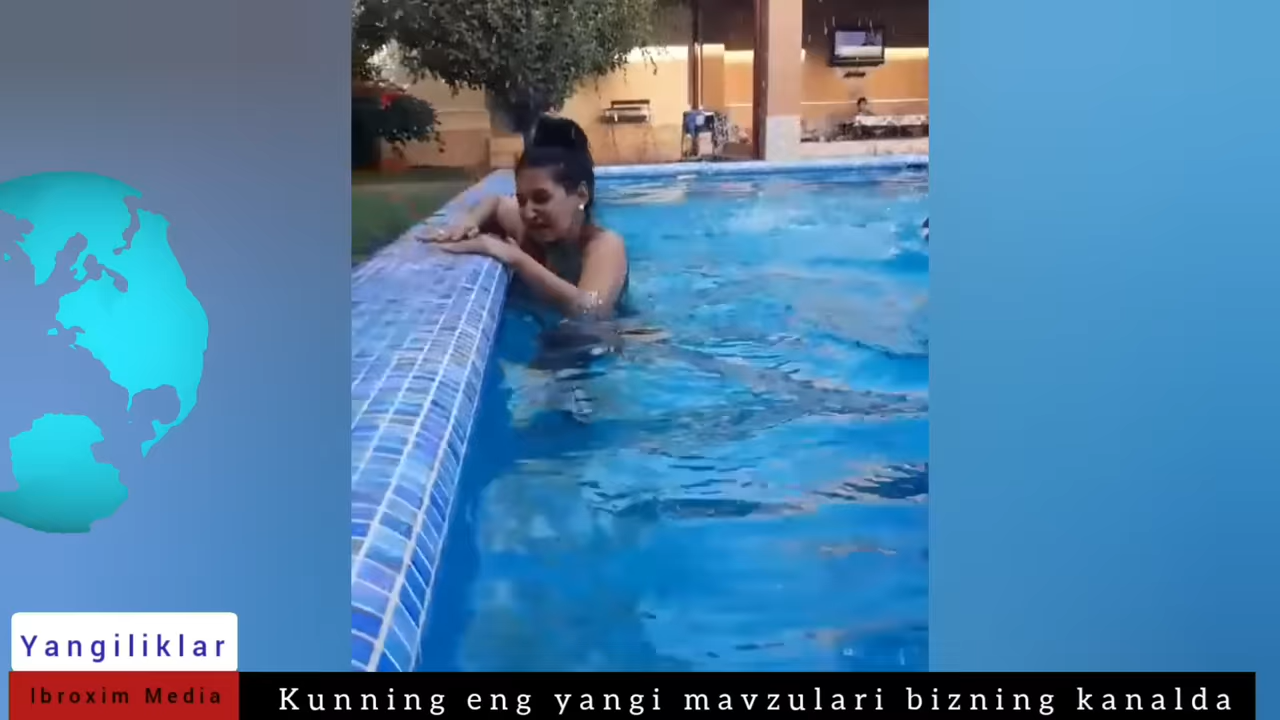 Yangiliklar
Ibroxim Media
Kunning eng yangi mavzulari bizning kanalda